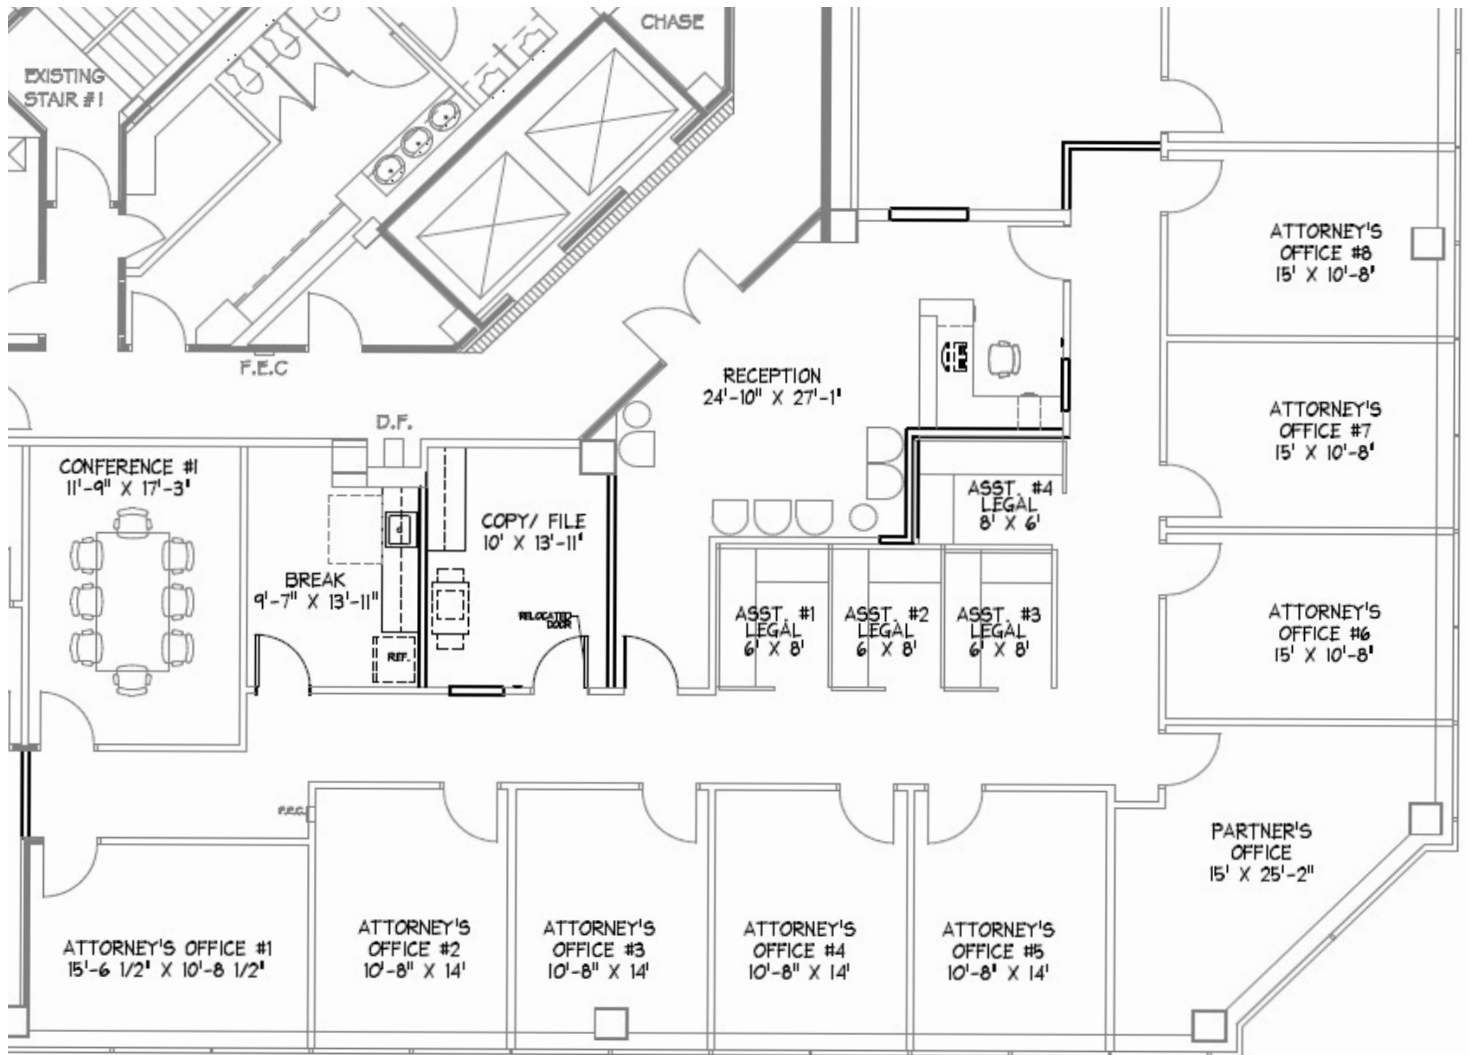 CHASE
EXISTING
STAIR #1
ATTORNEY'S
OFFICE #8
15' X 10'-8"
F.E.C
RECEPTION
24'-10" X 27'-1"
D.F.
ATTORNEY'S
OFFICE #7
15' X 10'-8"
CONFERENCE #1
11'-9" X 17'-3"
ASST. #4
LEGAL
8' X 6'
COPY/ FILE
10' X 13'-11"
BREAK
9'-7" X 13'-11"
RELOCATED
DOOR
REF.
ASST. #1
LEGAL
6' X 8'
ASST. #2
LEGAL
6' X 8'
ASST. #3
LEGAL
6' X 8'
ATTORNEY'S
OFFICE #6
15' X 10'-8"
F.E.C.
PARTNER'S
OFFICE
15' X 25'-2"
ATTORNEY'S OFFICE #1
15'-6 1/2" X 10'-8 1/2"
ATTORNEY'S
OFFICE #2
10'-8" X 14'
ATTORNEY'S
OFFICE #3
10'-8" X 14'
ATTORNEY'S
OFFICE #4
10'-8" X 14'
ATTORNEY'S
OFFICE #5
10'-8" X 14'